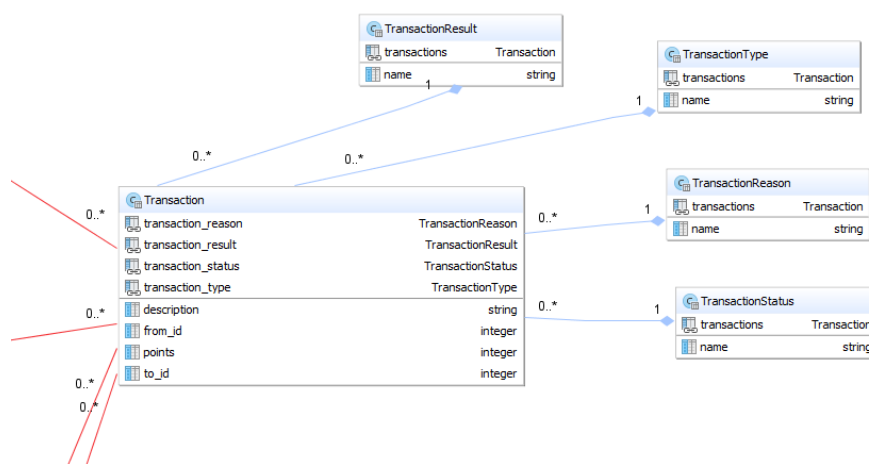 TransactionResult
transactions Transaction
name string
1
0..*
TransactionType
transactions Transaction
name string
1
0..*
Transaction
transaction_reason TransactionReason
transaction_result TransactionResult
transaction_status TransactionStatus
transaction_type TransactionType
description string
from_id integer
points integer
to_id integer
0..*
0..*
0..*
0..*
0..*
1
TransactionReason
transactions Transaction
name string
0..*
1
TransactionStatus
transactions Transaction
name string